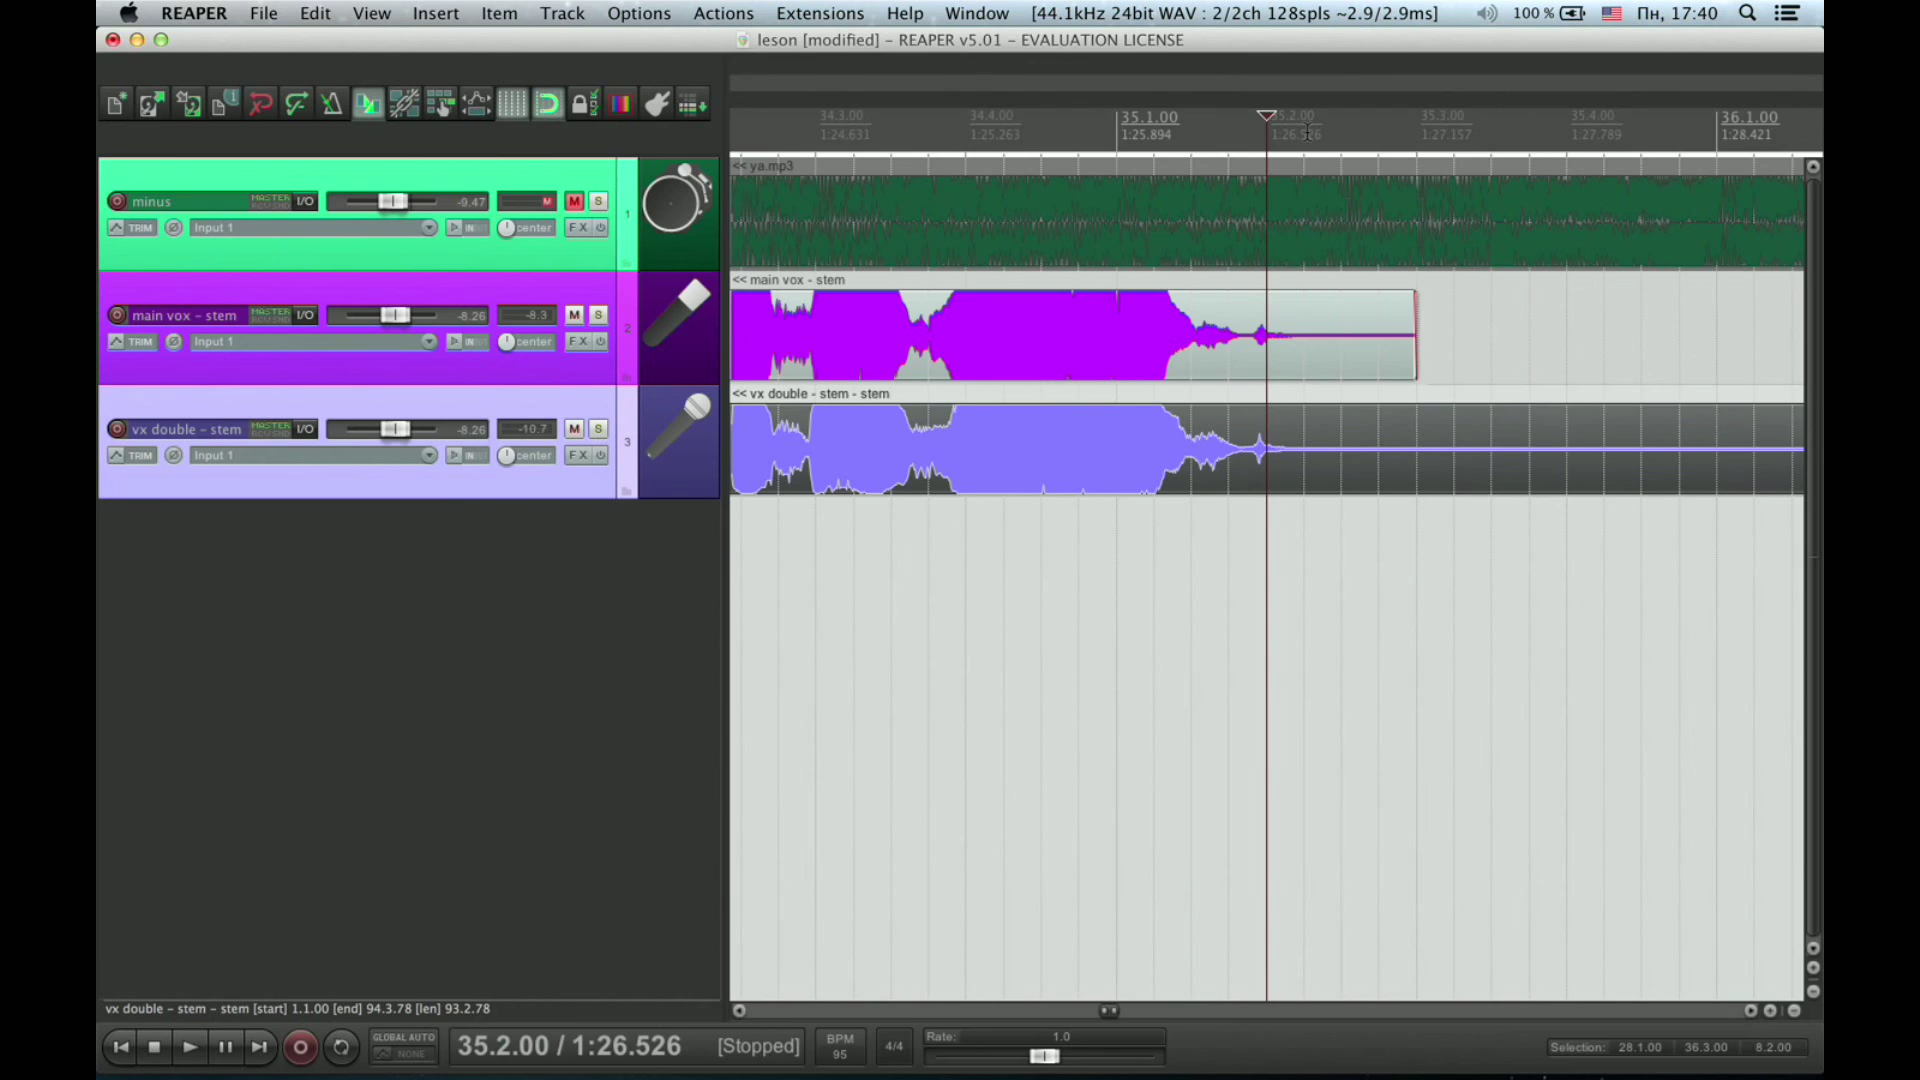 REAPER File Edit View Insert Item Track Options Actions Extensions Help Window [44.1kHz 24bit WAV : 2/2ch 128spls ~2.9/2.9ms] 100 % Пн, 17:40
leson [modified] – REAPER v5.01 – EVALUATION LICENSE
34.3.00 34.4.00 35.1.00 35.2.00 35.3.00 35.4.00 36.1.00
1:24.631 1:25.263 1:25.894 1:26.526 1:27.157 1:27.789 1:28.421
<< ya.mp3
minus MASTER I/O -9.47 M M S
TRIM Input 1 IN center FX
1
<< main vox - stem
main vox – stem MASTER I/O -8.26 -8.3 M S
TRIM Input 1 IN center FX
2
<< vx double - stem - stem
vx double – stem MASTER I/O -8.26 -10.7 M S
TRIM Input 1 IN center FX
3
vx double – stem – stem [start] 1.1.00 [end] 94.3.78 [len] 93.2.78
GLOBAL AUTO
NONE
35.2.00 / 1:26.526 [Stopped]
BPM
95
4/4
Rate: 1.0
Selection: 28.1.00 36.3.00 8.2.00